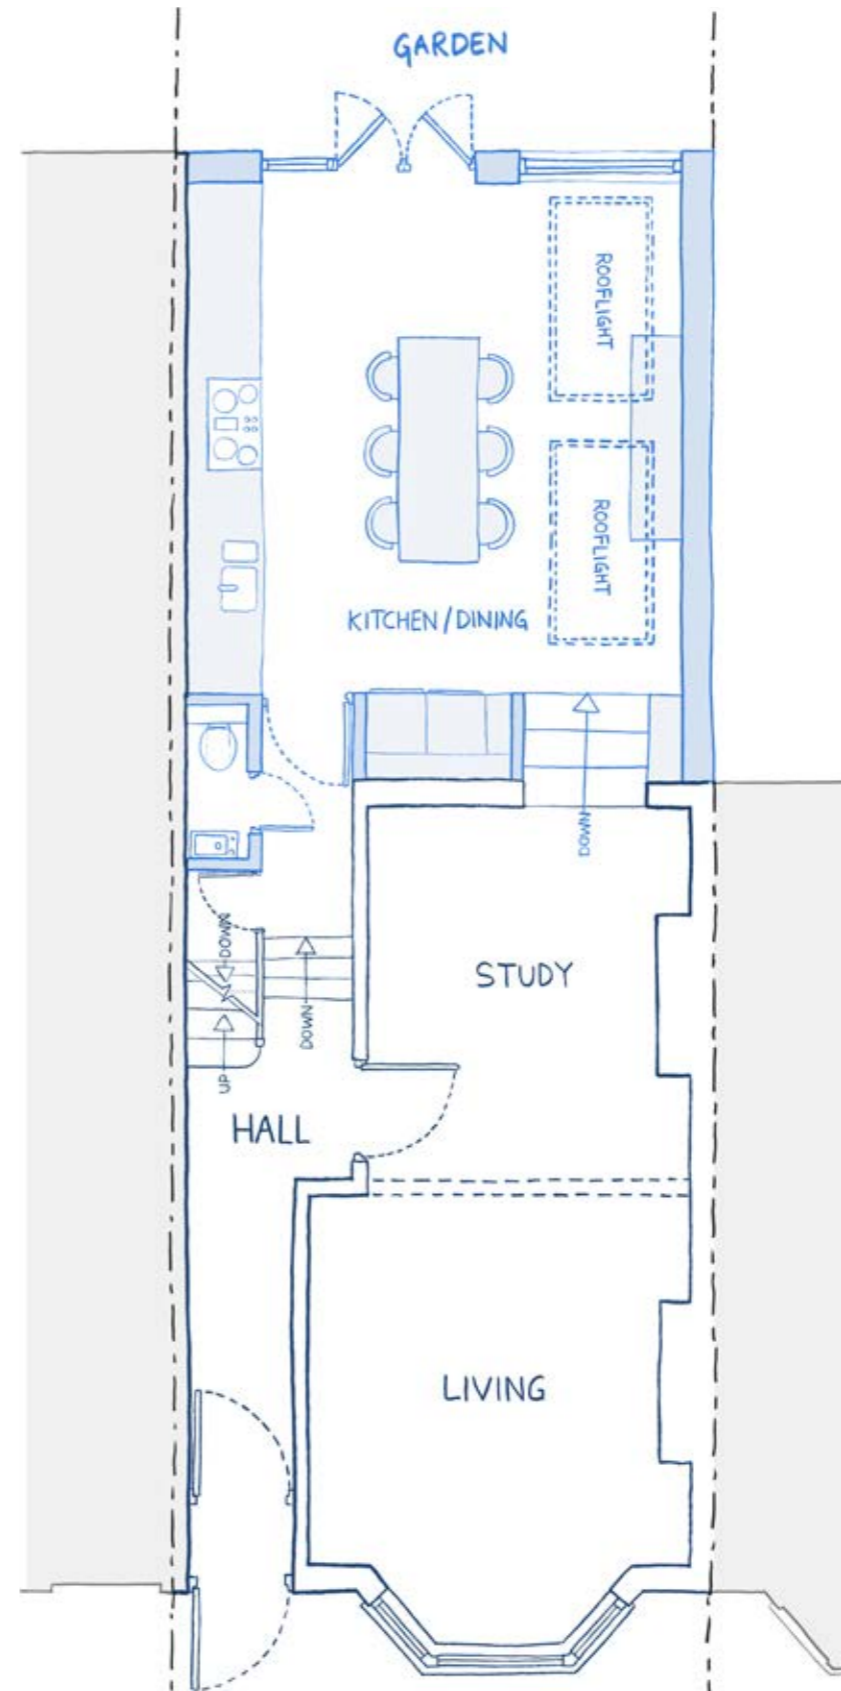 GARDEN
ROOFLIGHT
ROOFLIGHT
KITCHEN/DINING
DOWN
DOWN
STUDY
DOWN
UP
HALL
LIVING